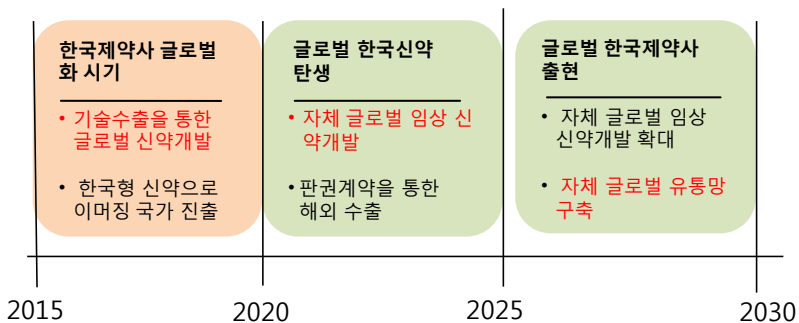 한국제약사 글로벌
화 시기
• 기술수출을 통한
글로벌 신약개발
• 한국형 신약으로
이머징 국가 진출
글로벌 한국신약
탄생
• 자체 글로벌 임상 신
약개발
• 판권계약을 통한
해외 수출
글로벌 한국제약사
출현
• 자체 글로벌 임상
신약개발 확대
• 자체 글로벌 유통망
구축
2015
2020
2025
2030